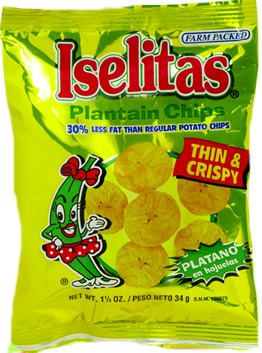 FARM PACKED
Iselitas®
Plantain Chips
30% LESS FAT THAN REGULAR POTATO CHIPS
THIN &
CRISPY
PLATANO
en hojuelas
®
NET WT. 1⅕ OZ. / PESO NETO 34 g